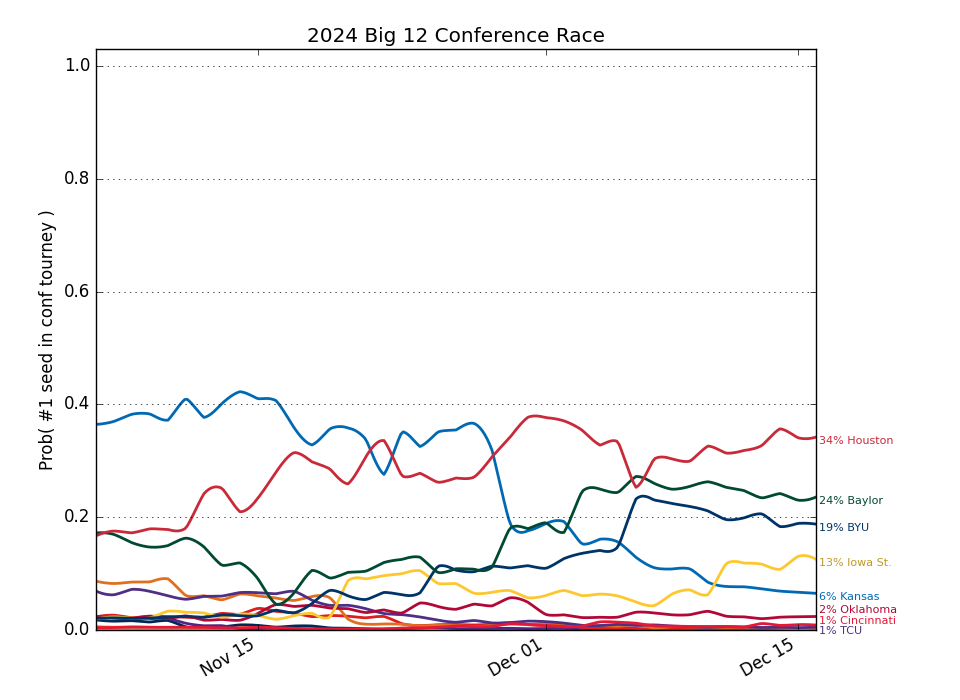 2024 Big 12 Conference Race
Prob( #1 seed in conf tourney )
1.0
0.8
0.6
0.4
0.2
0.0
Nov 15
Dec 01
Dec 15
34% Houston
24% Baylor
19% BYU
13% Iowa St.
6% Kansas
2% Oklahoma
1% Cincinnati
1% TCU